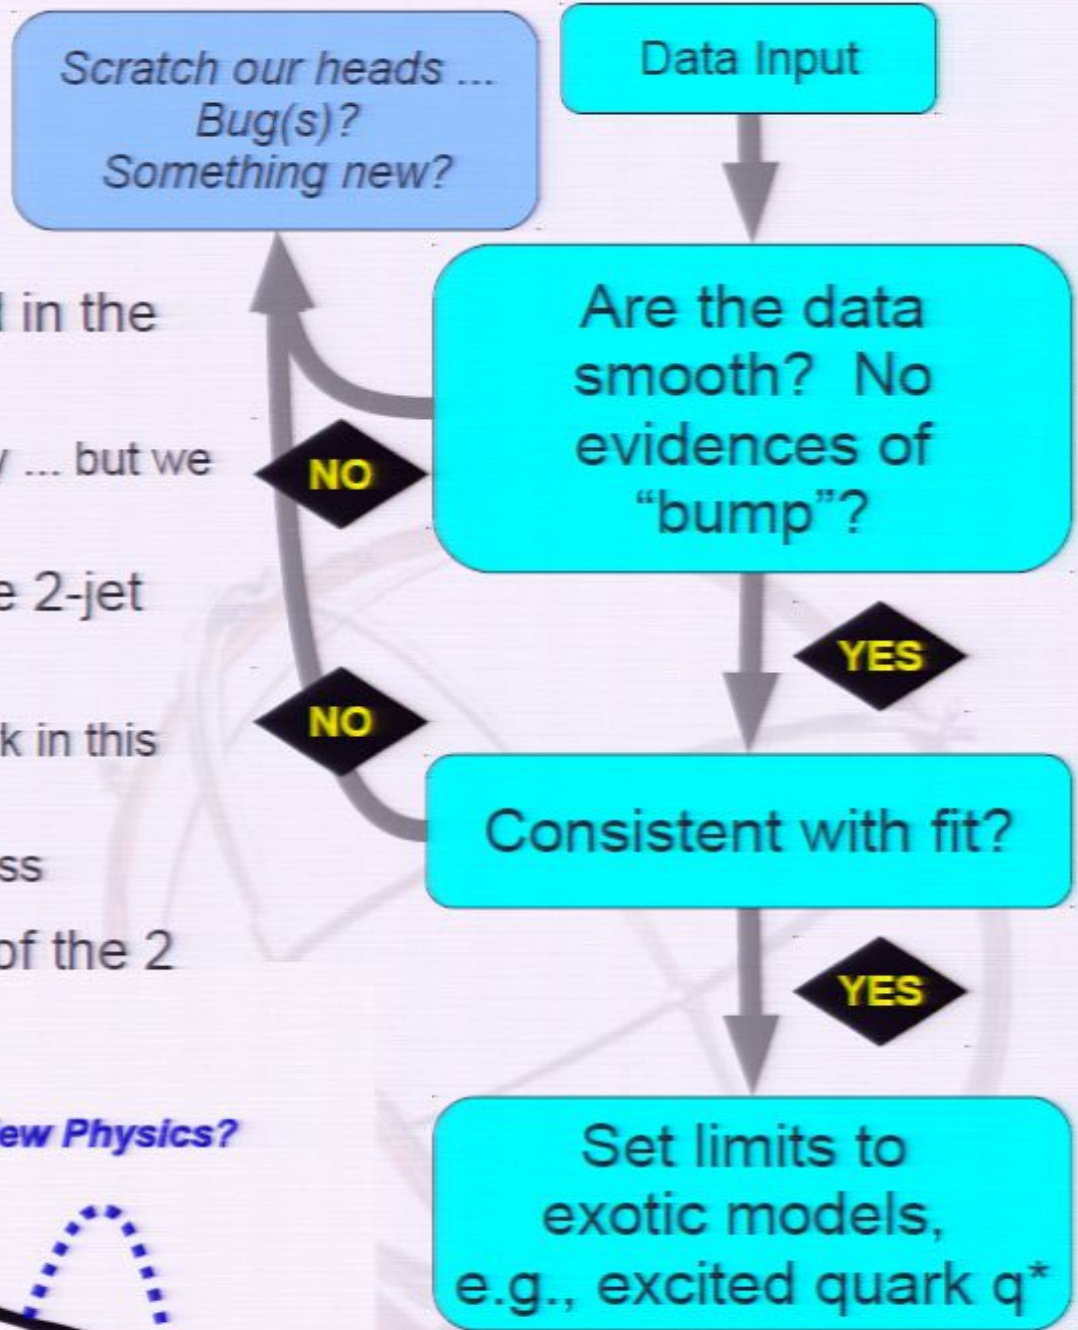 Scratch our heads ...
Bug(s)?
Something new?
Data Input
in the
Are the data
smooth?  No
evidences of
“bump”?
... but we
NO
2-jet
YES
NO
in this
Consistent with fit?
of the 2
YES
Physics?
Set limits to
exotic models,
e.g., excited quark q*